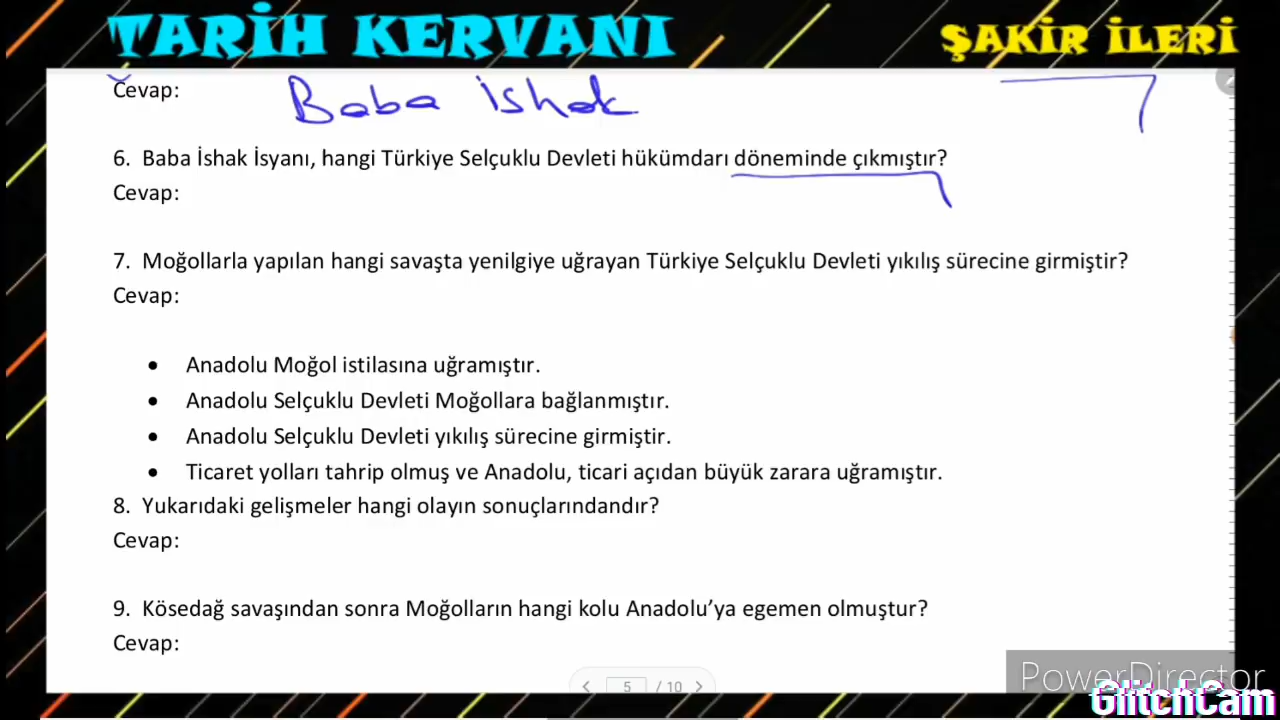 TARİH KERVANI
ŞAKİR İLERİ
Cevap:
Baba İshak
6. Baba İshak İsyanı, hangi Türkiye Selçuklu Devleti hükümdarı döneminde çıkmıştır?
Cevap:
7. Moğollarla yapılan hangi savaşta yenilgiye uğrayan Türkiye Selçuklu Devleti yıkılış sürecine girmiştir?
Cevap:
• Anadolu Moğol istilasına uğramıştır.
• Anadolu Selçuklu Devleti Moğollara bağlanmıştır.
• Anadolu Selçuklu Devleti yıkılış sürecine girmiştir.
• Ticaret yolları tahrip olmuş ve Anadolu, ticari açıdan büyük zarara uğramıştır.
8. Yukarıdaki gelişmeler hangi olayın sonuçlarındandır?
Cevap:
9. Kösedağ savaşından sonra Moğolların hangi kolu Anadolu’ya egemen olmuştur?
Cevap:
5 / 10
PowerDirector
GlitchCam